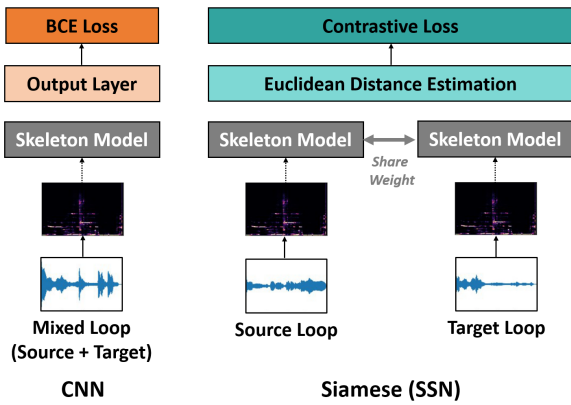 BCE Loss
Output Layer
Skeleton Model
Mixed Loop
(Source + Target)
CNN
Contrastive Loss
Euclidean Distance Estimation
Skeleton Model
Share
Weight
Skeleton Model
Source Loop
Target Loop
Siamese (SSN)